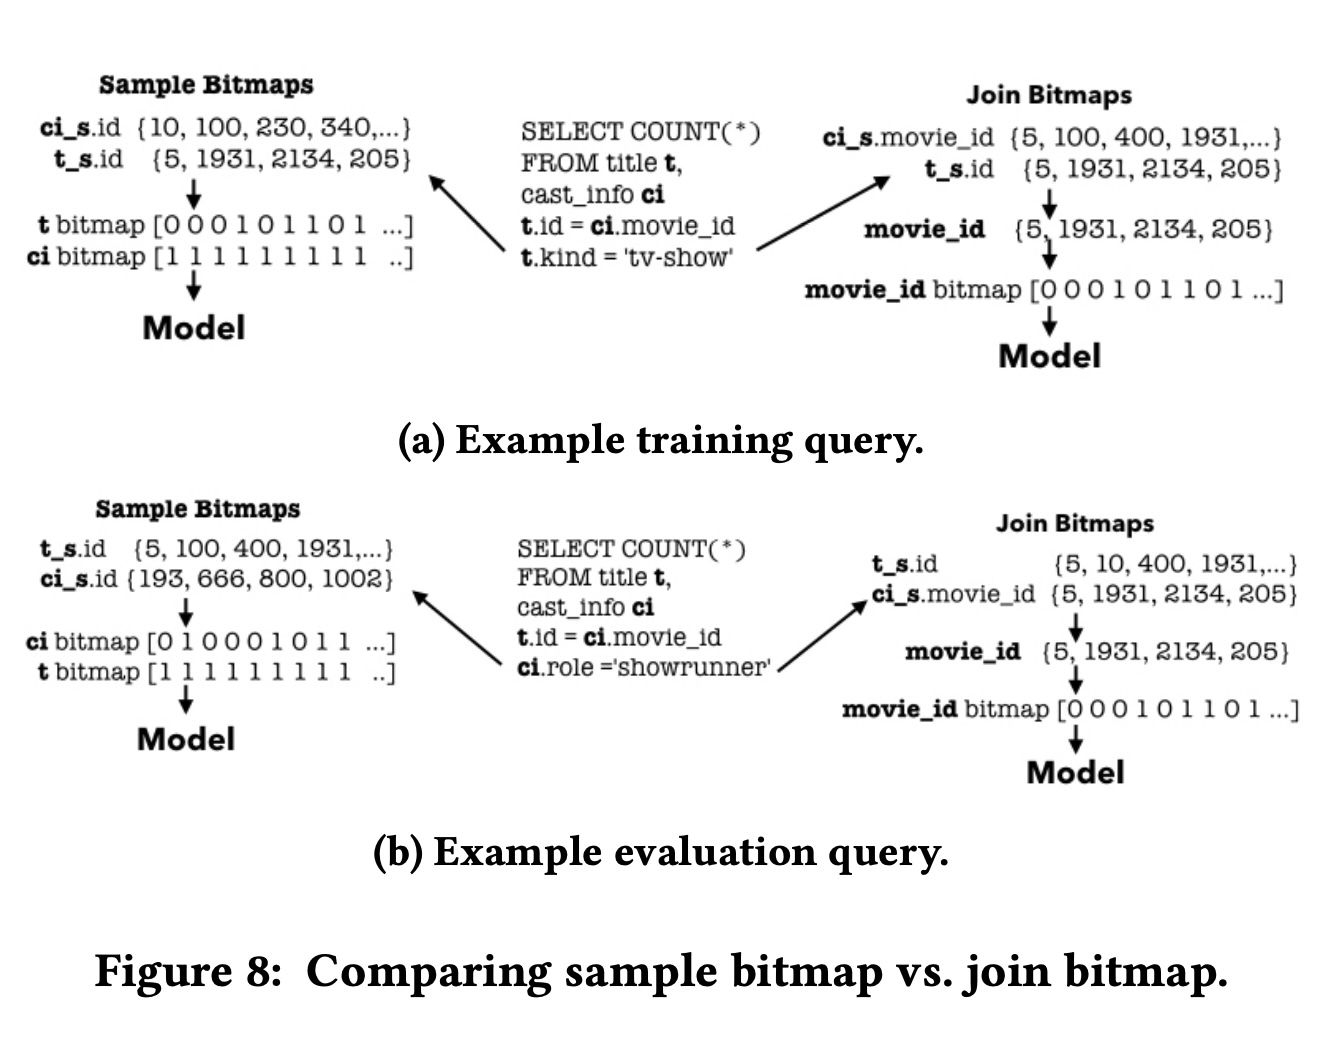 Sample Bitmaps
ci_s.id {10, 100, 230, 340,...}
t_s.id {5, 1931, 2134, 205}
t bitmap [0 0 0 1 0 1 1 0 1 ...]
ci bitmap [1 1 1 1 1 1 1 1 1 ..]
Model
SELECT COUNT(*)
FROM title t,
cast_info ci
t.id = ci.movie_id
t.kind = 'tv-show'
Join Bitmaps
ci_s.movie_id {5, 100, 400, 1931,...}
t_s.id {5, 1931, 2134, 205}
movie_id {5, 1931, 2134, 205}
movie_id bitmap [0 0 0 1 0 1 1 0 1 ...]
Model
(a) Example training query.
Sample Bitmaps
t_s.id {5, 100, 400, 1931,...}
ci_s.id {193, 666, 800, 1002}
ci bitmap [0 1 0 0 0 1 0 1 1 ...]
t bitmap [1 1 1 1 1 1 1 1 1 ..]
Model
SELECT COUNT(*)
FROM title t,
cast_info ci
t.id = ci.movie_id
ci.role ='showrunner'
Join Bitmaps
t_s.id {5, 10, 400, 1931,...}
ci_s.movie_id {5, 1931, 2134, 205}
movie_id {5, 1931, 2134, 205}
movie_id bitmap [0 0 0 1 0 1 1 0 1 ...]
Model
(b) Example evaluation query.
Figure 8: Comparing sample bitmap vs. join bitmap.